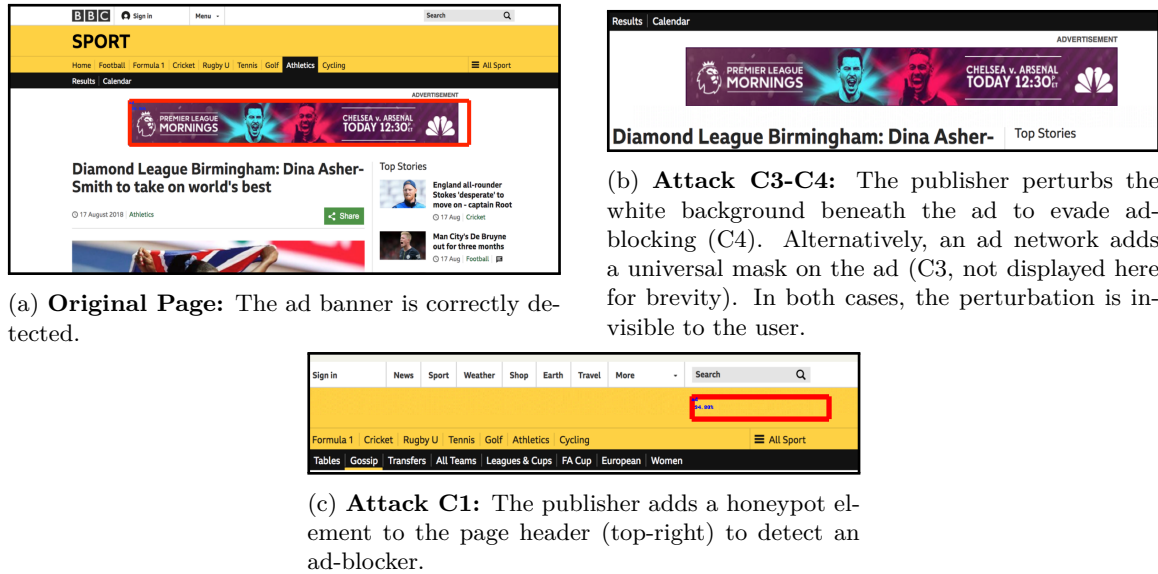 BBC Sign in Menu Search
SPORT
Home Football Formula 1 Cricket Rugby U Tennis Golf Athletics Cycling All Sport
Results Calendar
ADVERTISEMENT
PREMIER LEAGUE MORNINGS
CHELSEA v. ARSENAL
TODAY 12:30 ET
Diamond League Birmingham: Dina Asher-
Smith to take on world's best
17 August 2018 Athletics
Share
Top Stories
England all-rounder
Stokes 'desperate' to
move on - captain Root
17 Aug Cricket
Man City's De Bruyne
out for three months
17 Aug Football
(a) Original Page: The ad banner is correctly de-
tected.
Results Calendar
ADVERTISEMENT
PREMIER LEAGUE
MORNINGS
CHELSEA v. ARSENAL
TODAY 12:30 ET
Diamond League Birmingham: Dina Asher- Top Stories
(b) Attack C3-C4: The publisher perturbs the
white background beneath the ad to evade ad-
blocking (C4). Alternatively, an ad network adds
a universal mask on the ad (C3, not displayed here
for brevity). In both cases, the perturbation is in-
visible to the user.
Sign in News Sport Weather Shop Earth Travel More Search
Formula 1 Cricket Rugby U Tennis Golf Athletics Cycling All Sport
Tables Gossip Transfers All Teams Leagues & Cups FA Cup European Women
(c) Attack C1: The publisher adds a honeypot el-
ement to the page header (top-right) to detect an
ad-blocker.